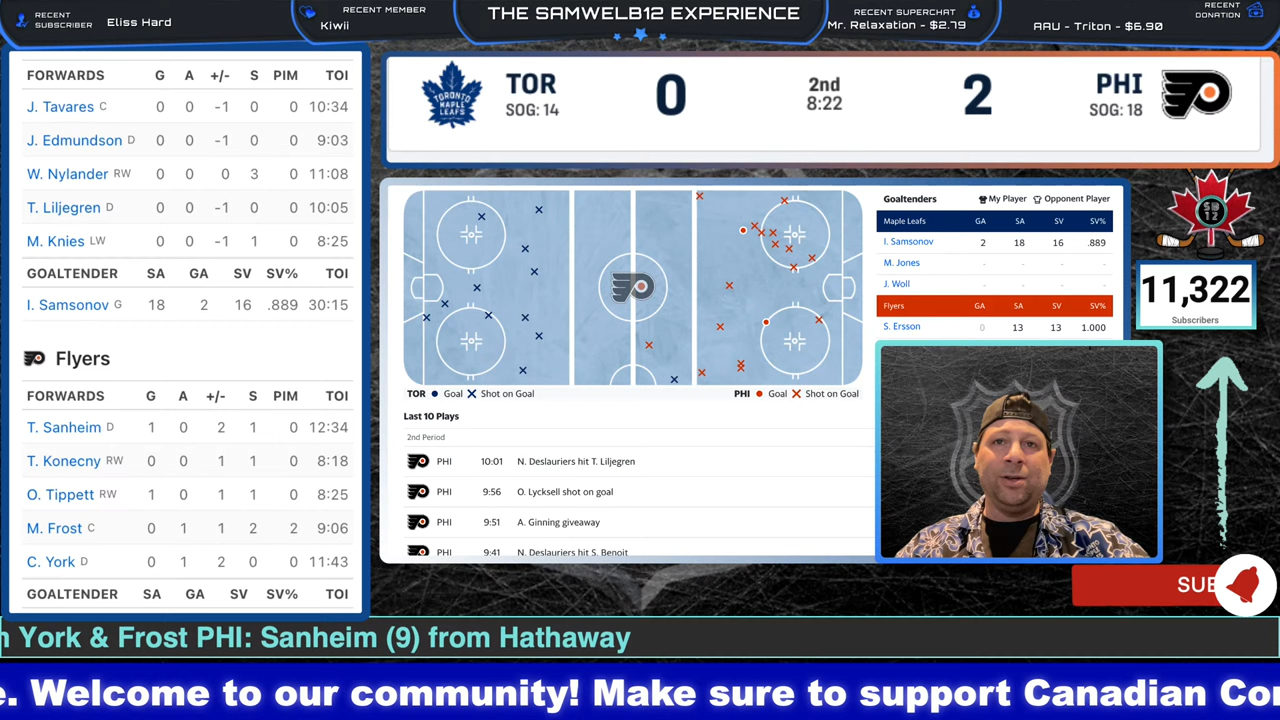 RECENT SUBSCRIBER
Eliss Hard
RECENT MEMBER
Kiwii
THE SAMWELB12 EXPERIENCE
RECENT SUPERCHAT
Mr. Relaxation - $2.79
RECENT DONATION
AAU - Triton - $6.90
FORWARDS G A +/- S PIM TOI
J. Tavares C 0 0 -1 0 0 10:34
J. Edmundson D 0 0 -1 0 0 9:03
W. Nylander RW 0 0 0 3 0 11:08
T. Liljegren D 0 0 -1 0 0 10:05
M. Knies LW 0 0 -1 1 0 8:25
GOALTENDER SA GA SV SV% TOI
I. Samsonov G 18 2 16 .889 30:15
Flyers
FORWARDS G A +/- S PIM TOI
T. Sanheim D 1 0 2 1 0 12:34
T. Konecny RW 0 0 1 1 0 8:18
O. Tippett RW 1 0 1 1 0 8:25
M. Frost C 0 1 1 2 2 9:06
C. York D 0 1 2 0 0 11:43
GOALTENDER SA GA SV SV% TOI
TORONTO MAPLE LEAFS
TOR
SOG: 14
0
2nd
8:22
2
PHI
SOG: 18
TOR Goal Shot on Goal
PHI Goal Shot on Goal
Goaltenders My Player Opponent Player
Maple Leafs GA SA SV SV%
I. Samsonov 2 18 16 .889
M. Jones - - - -
J. Woll - - - -
Flyers GA SA SV SV%
S. Ersson 0 13 13 1.000
Last 10 Plays
2nd Period
PHI 10:01 N. Deslauriers hit T. Liljegren
PHI 9:56 O. Lycksell shot on goal
PHI 9:51 A. Ginning giveaway
PHI 9:41 N. Deslauriers hit S. Benoit
SB
12
11,322
Subscribers
SUB
h York & Frost PHI: Sanheim (9) from Hathaway
e. Welcome to our community! Make sure to support Canadian Con